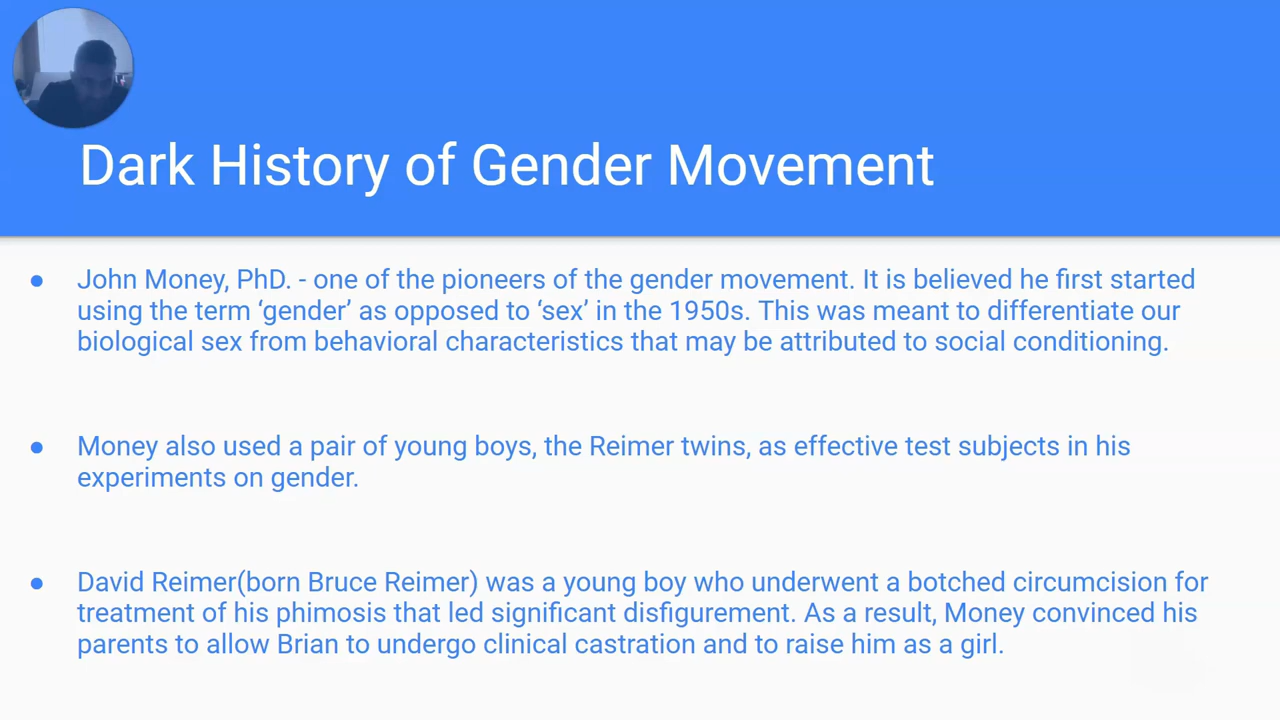 Dark History of Gender Movement
● John Money, PhD. - one of the pioneers of the gender movement. It is believed he first started
using the term ‘gender’ as opposed to ‘sex’ in the 1950s. This was meant to differentiate our
biological sex from behavioral characteristics that may be attributed to social conditioning.
● Money also used a pair of young boys, the Reimer twins, as effective test subjects in his
experiments on gender.
● David Reimer(born Bruce Reimer) was a young boy who underwent a botched circumcision for
treatment of his phimosis that led significant disfigurement. As a result, Money convinced his
parents to allow Brian to undergo clinical castration and to raise him as a girl.